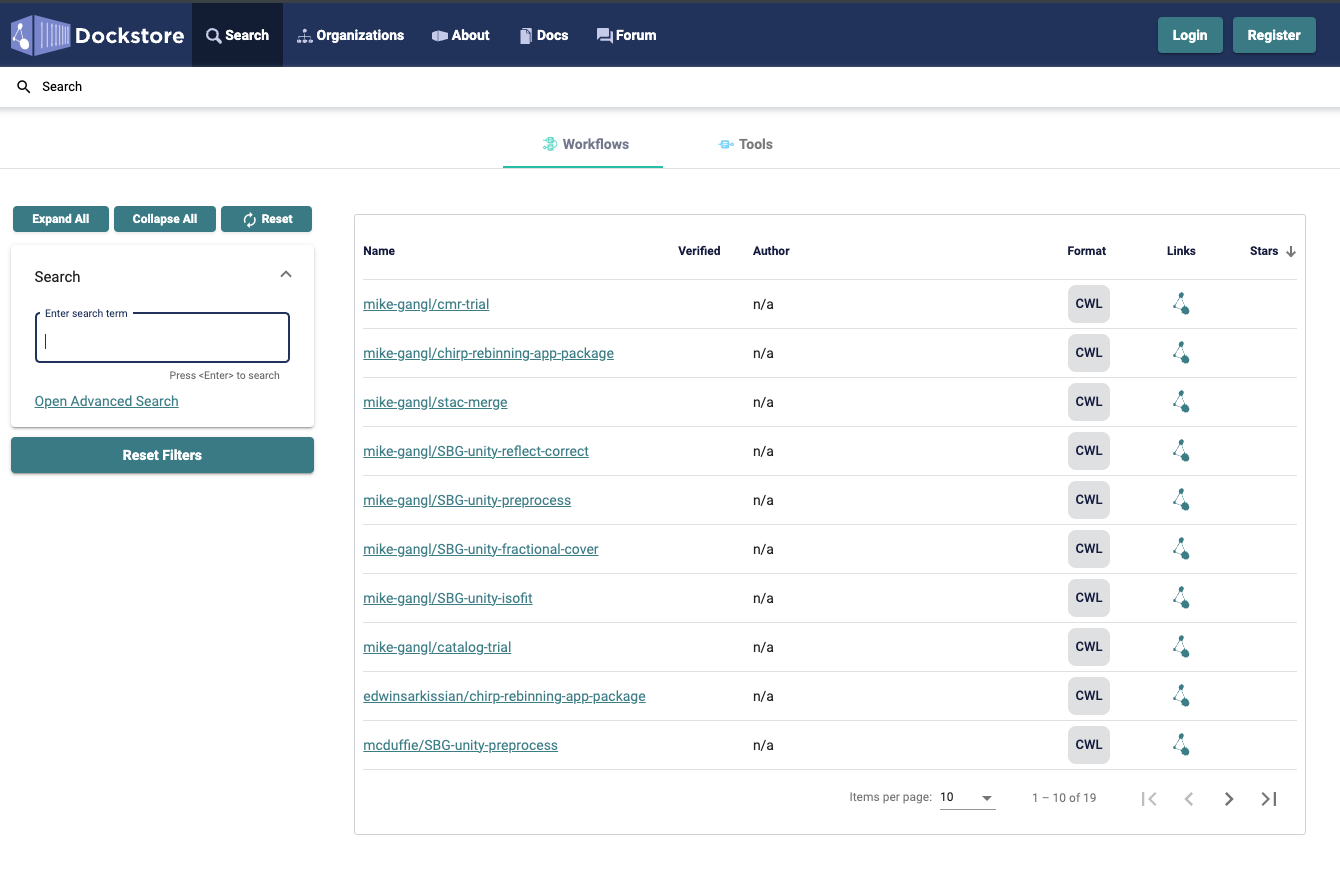 Dockstore Search Organizations About Docs Forum Login Register
Search
Workflows Tools
Expand All Collapse All Reset
Search
Enter search term
Press <Enter> to search
Open Advanced Search
Reset Filters
Name Verified Author Format Links Stars
mike-gangl/cmr-trial n/a CWL
mike-gangl/chirp-rebinning-app-package n/a CWL
mike-gangl/stac-merge n/a CWL
mike-gangl/SBG-unity-reflect-correct n/a CWL
mike-gangl/SBG-unity-preprocess n/a CWL
mike-gangl/SBG-unity-fractional-cover n/a CWL
mike-gangl/SBG-unity-isofit n/a CWL
mike-gangl/catalog-trial n/a CWL
edwinsarkissian/chirp-rebinning-app-package n/a CWL
mcduffie/SBG-unity-preprocess n/a CWL
Items per page: 10 1 – 10 of 19